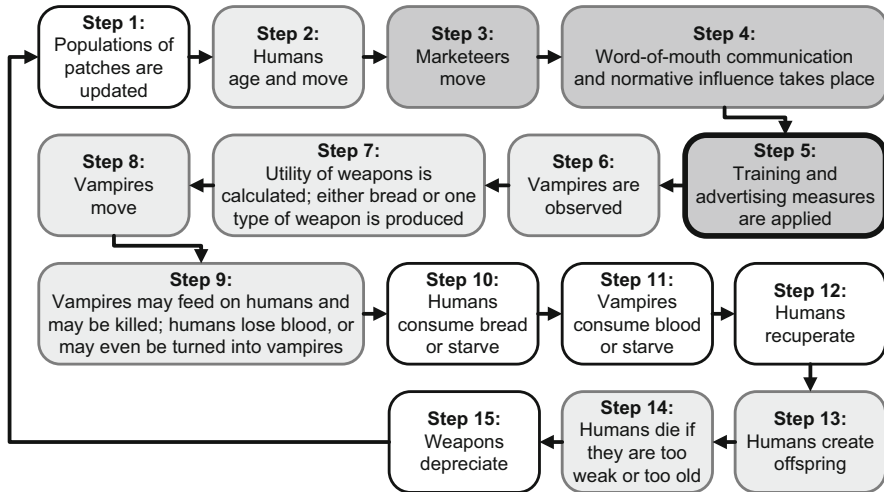 Step 1:
Populations of
patches are
updated
Step 2:
Humans
age and move
Step 3:
Marketeers
move
Step 4:
Word-of-mouth communication
and normative influence takes place
Step 5:
Training and
advertising measures
are applied
Step 6:
Vampires are
observed
Step 7:
Utility of weapons is
calculated; either bread or one
type of weapon is produced
Step 8:
Vampires
move
Step 9:
Vampires may feed on humans and
may be killed; humans lose blood, or
may even be turned into vampires
Step 10:
Humans
consume bread
or starve
Step 11:
Vampires
consume blood
or starve
Step 12:
Humans
recuperate
Step 13:
Humans create
offspring
Step 14:
Humans die if
they are too
weak or too old
Step 15:
Weapons
depreciate